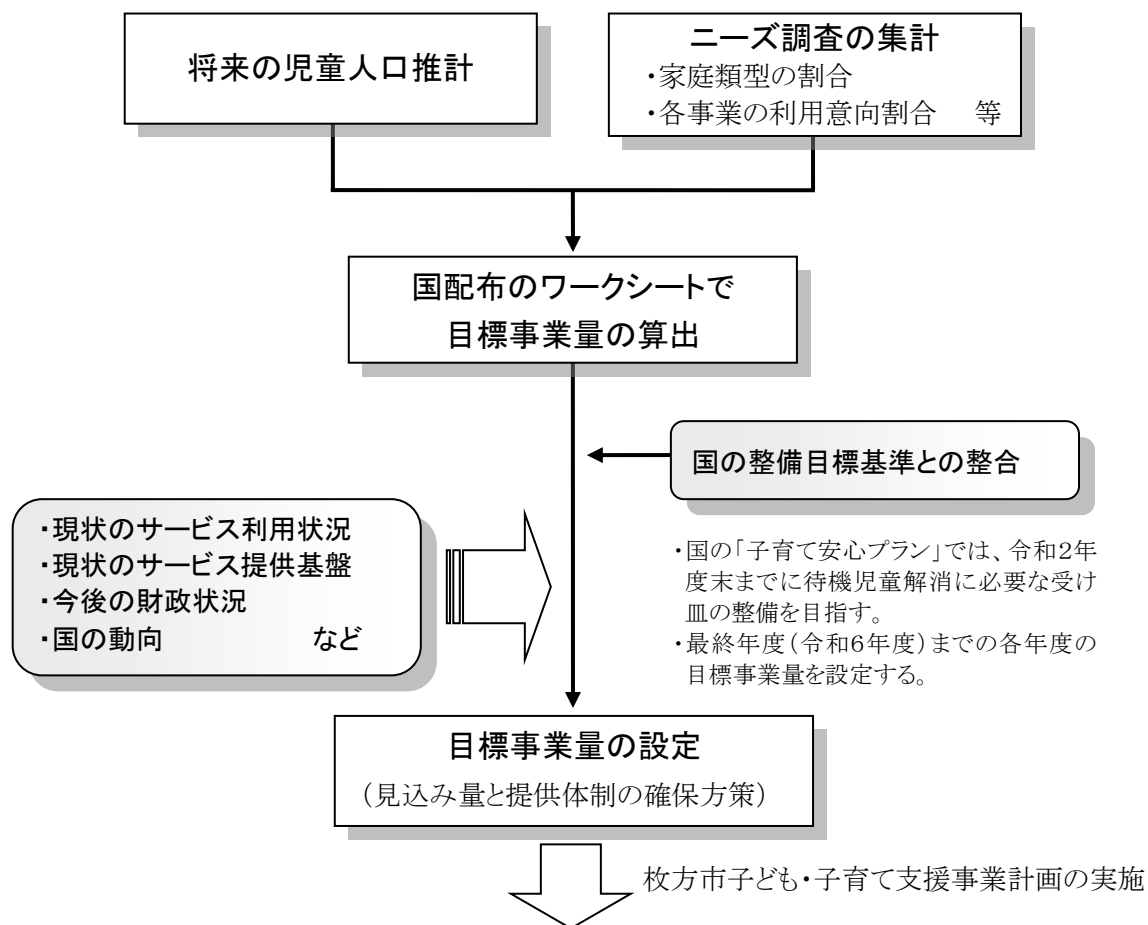 将来の児童人口推計
ニーズ調査の集計
・家庭類型の割合
・各事業の利用意向割合　等
国配布のワークシートで
目標事業量の算出
国の整備目標基準との整合
・現状のサービス利用状況
・現状のサービス提供基盤
・今後の財政状況
・国の動向　　　　など
・国の「子育て安心プラン」では、令和2年
度末までに待機児童解消に必要な受け
皿の整備を目指す。
・最終年度(令和6年度)までの各年度の
目標事業量を設定する。
目標事業量の設定
(見込み量と提供体制の確保方策)
枚方市子ども・子育て支援事業計画の実施